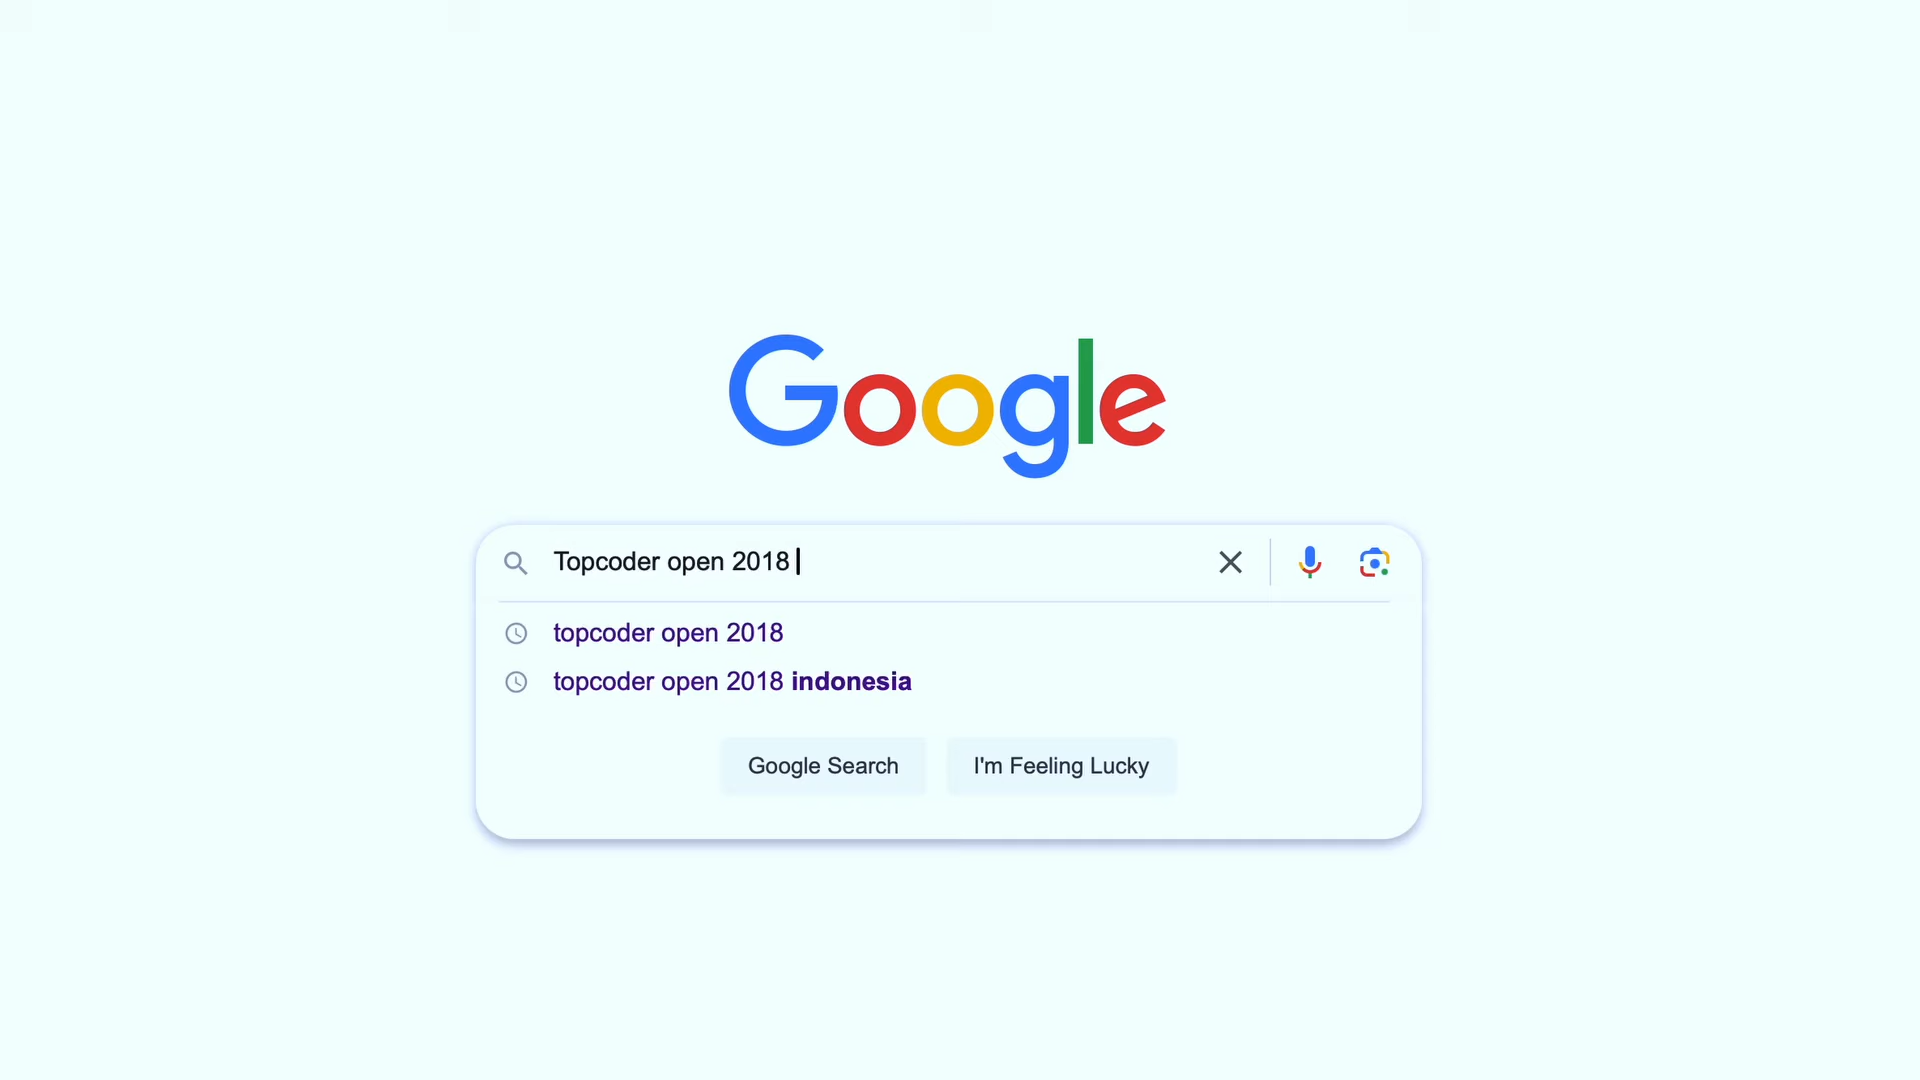 Google
Topcoder open 2018
topcoder open 2018
topcoder open 2018 indonesia
Google Search
I'm Feeling Lucky